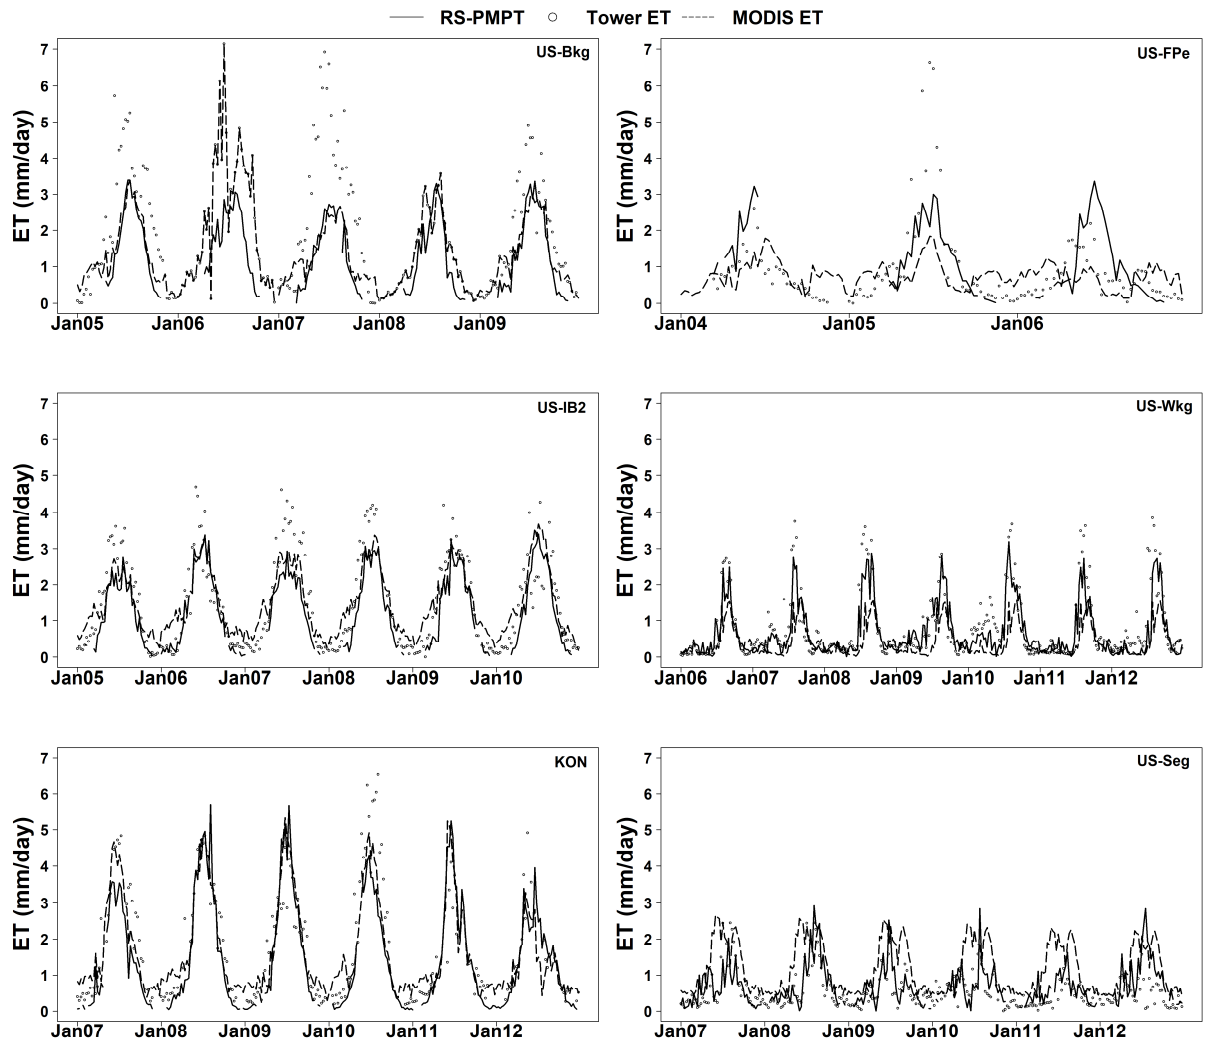 RS-PMPT Tower ET MODIS ET
US-Bkg
ET (mm/day)
7
6
5
4
3
2
1
0
Jan05 Jan06 Jan07 Jan08 Jan09
US-FPe
ET (mm/day)
7
6
5
4
3
2
1
0
Jan04 Jan05 Jan06
US-IB2
ET (mm/day)
7
6
5
4
3
2
1
0
Jan05 Jan06 Jan07 Jan08 Jan09 Jan10
US-Wkg
ET (mm/day)
7
6
5
4
3
2
1
0
Jan06 Jan07 Jan08 Jan09 Jan10 Jan11 Jan12
KON
ET (mm/day)
7
6
5
4
3
2
1
0
Jan07 Jan08 Jan09 Jan10 Jan11 Jan12
US-Seg
ET (mm/day)
7
6
5
4
3
2
1
0
Jan07 Jan08 Jan09 Jan10 Jan11 Jan12